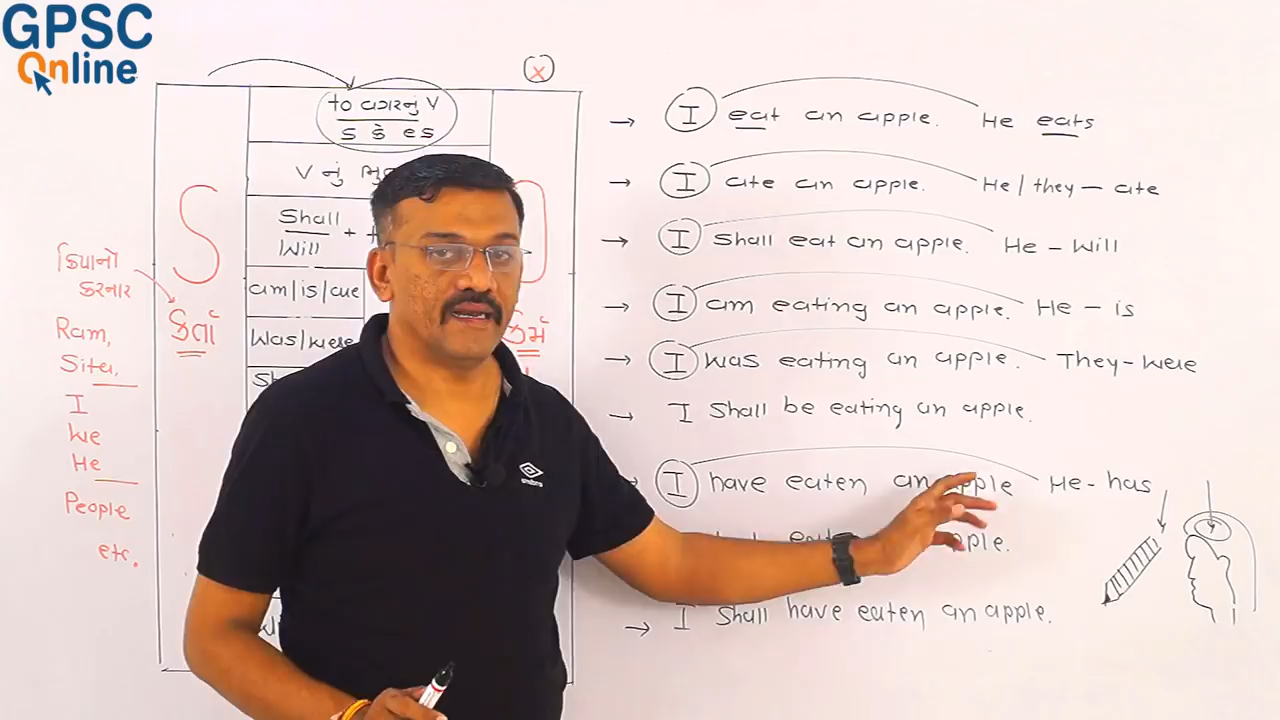 GPSC
Online
x
to વગરનું V
s કે es
V નું
S
Shall
Will
+
am/is/are
Was/were
ક્રિયાનો
કરનાર
કર્તા
કર્મ
Ram,
Sita,
I
We
He
People
etc.
→ I eat an apple. He eats
→ I ate an apple. He/they – ate
→ I Shall eat an apple. He – Will
→ I am eating an apple. He – is
→ I was eating an apple. They – were
→ I Shall be eating an apple.
I have eaten an apple He - has
→ I Shall have eaten an apple.
umbro